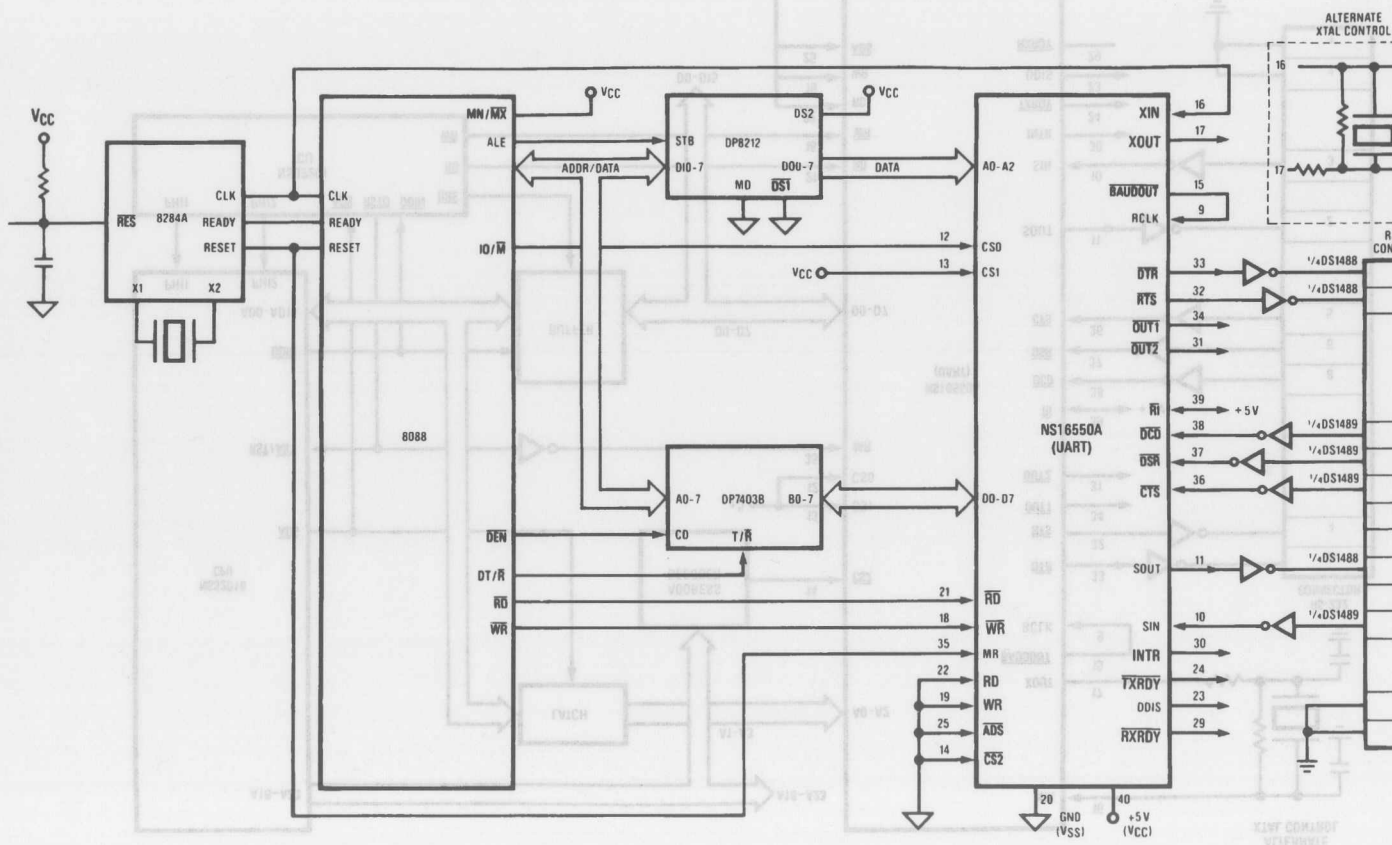 ALTERNATE
XTAL CONTROL
16
17
VCC
RES
8284A
CLK
READY
RESET
X1
X2
CLK
READY
RESET
8088
MN/MX
ALE
IO/M
DEN
DT/R
RD
WR
VCC
ADDR/DATA
STB
DP8212
DS2
DI0-7
DO0-7
MD
DS1
VCC
DATA
A0-7
DP7403B
B0-7
CD
T/R
VCC
12
13
21
18
35
22
19
25
14
A0-A2
CS0
CS1
D0-D7
RD
WR
MR
RD
WR
ADS
CS2
NS16550A
(UART)
XIN
16
XOUT
17
BAUDOUT
15
RCLK
9
DTR
33
1/4DS1488
RTS
32
1/4DS1488
OUT1
34
OUT2
31
RI
39
+5V
DCD
38
1/4DS1489
DSR
37
1/4DS1489
CTS
36
1/4DS1489
SOUT
11
1/4DS1488
SIN
10
1/4DS1489
INTR
30
TXRDY
24
DDIS
23
RXRDY
29
20
GND
(VSS)
40
+5V
(VCC)